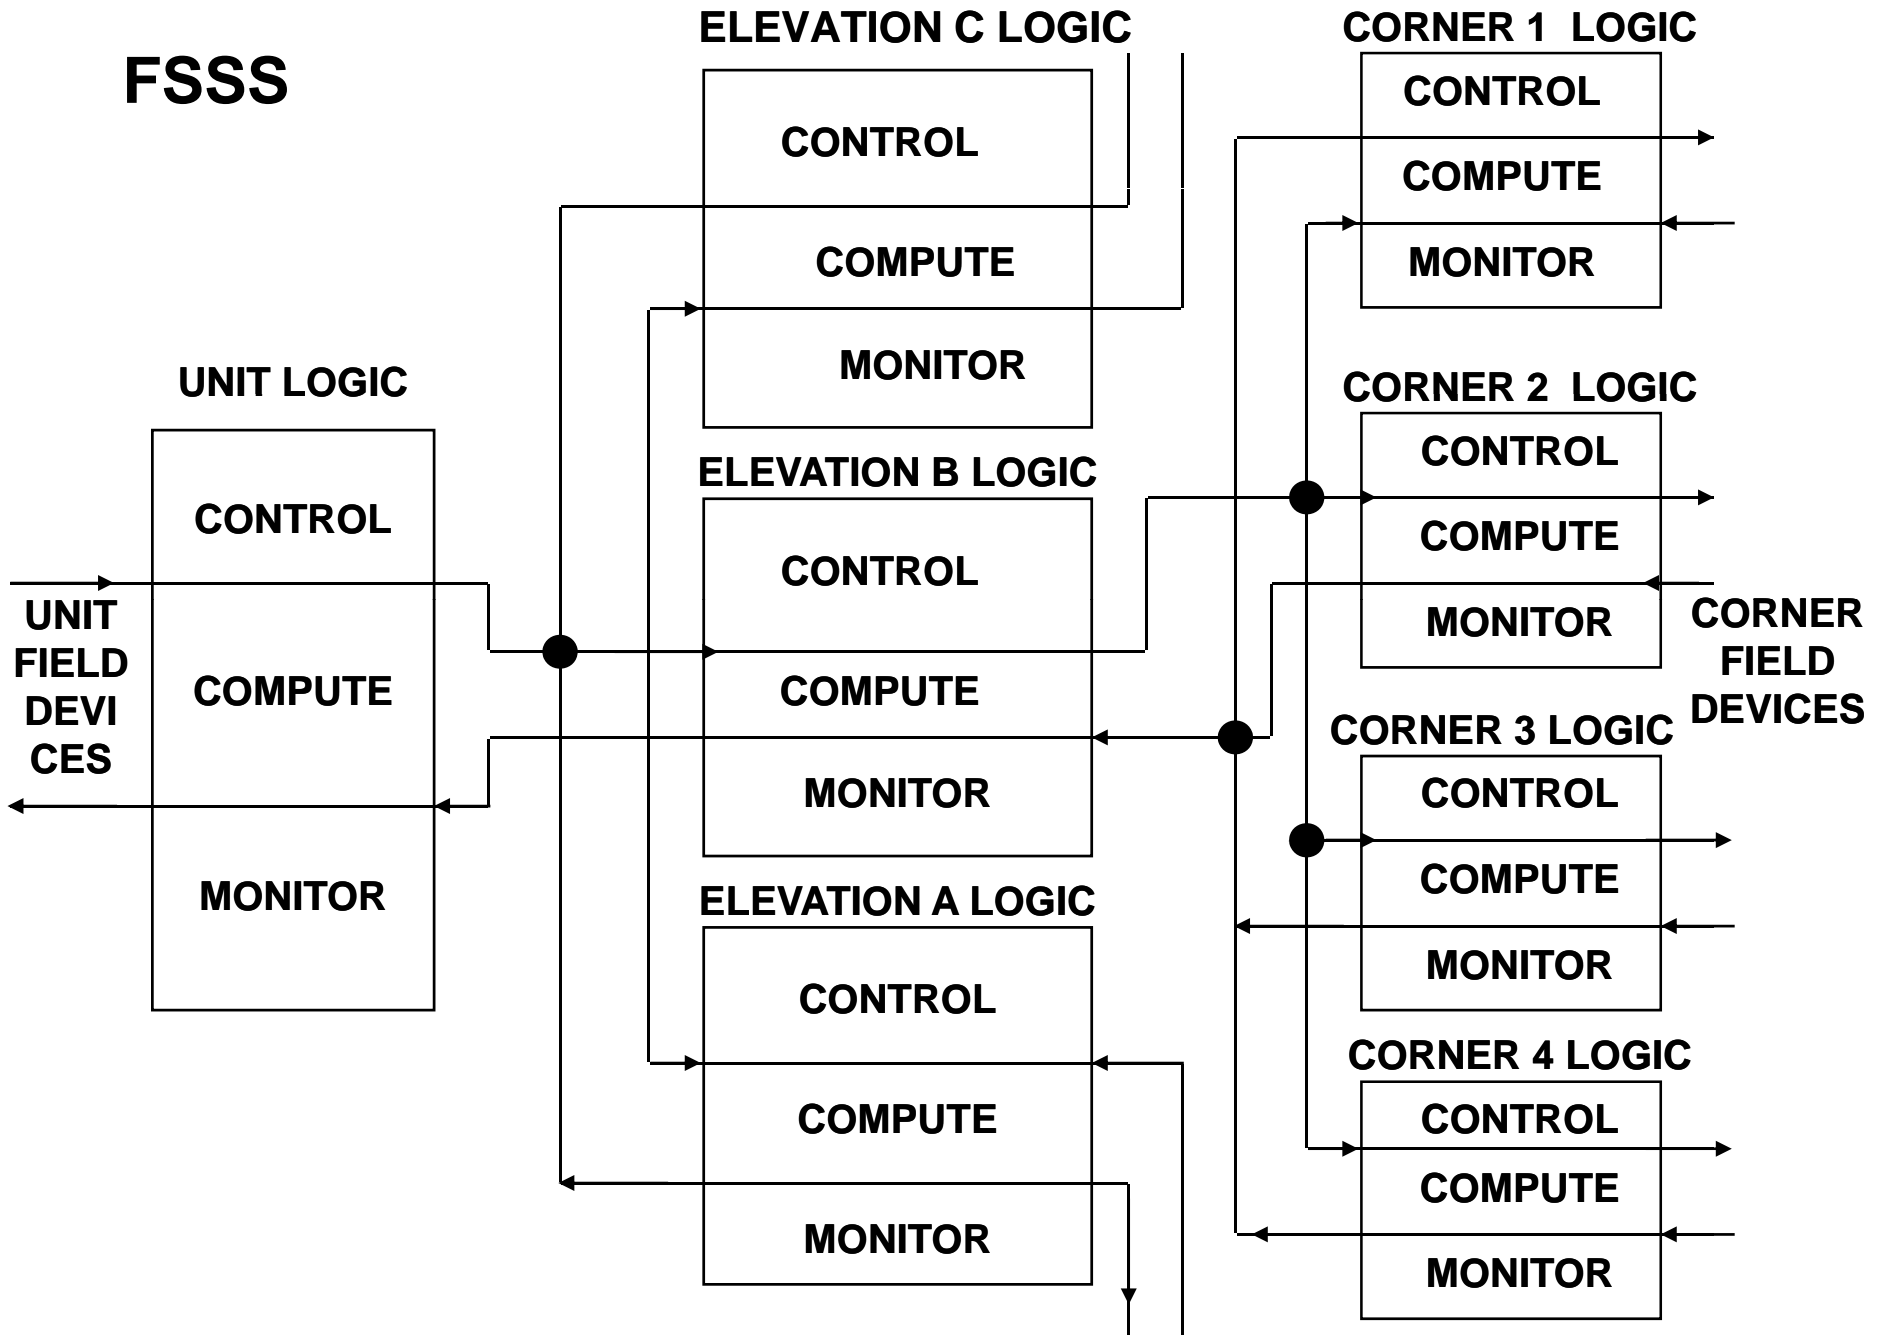 FSSS
ELEVATION C LOGIC
CONTROL
COMPUTE
MONITOR
CORNER 1 LOGIC
CONTROL
COMPUTE
MONITOR
UNIT LOGIC
CONTROL
COMPUTE
MONITOR
UNIT
FIELD
DEVI
CES
ELEVATION B LOGIC
CONTROL
COMPUTE
MONITOR
CORNER 2 LOGIC
CONTROL
COMPUTE
MONITOR
CORNER
FIELD
DEVICES
CORNER 3 LOGIC
CONTROL
COMPUTE
MONITOR
ELEVATION A LOGIC
CONTROL
COMPUTE
MONITOR
CORNER 4 LOGIC
CONTROL
COMPUTE
MONITOR